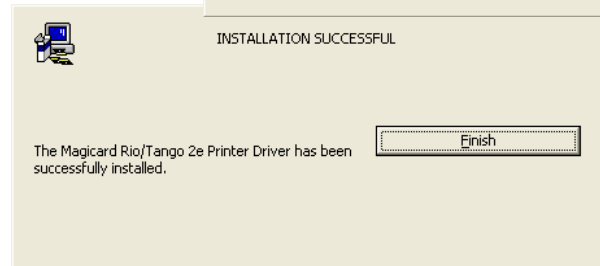 INSTALLATION SUCCESSFUL
Finish
The Magicard Rio/Tango 2e Printer Driver has been
successfully installed.